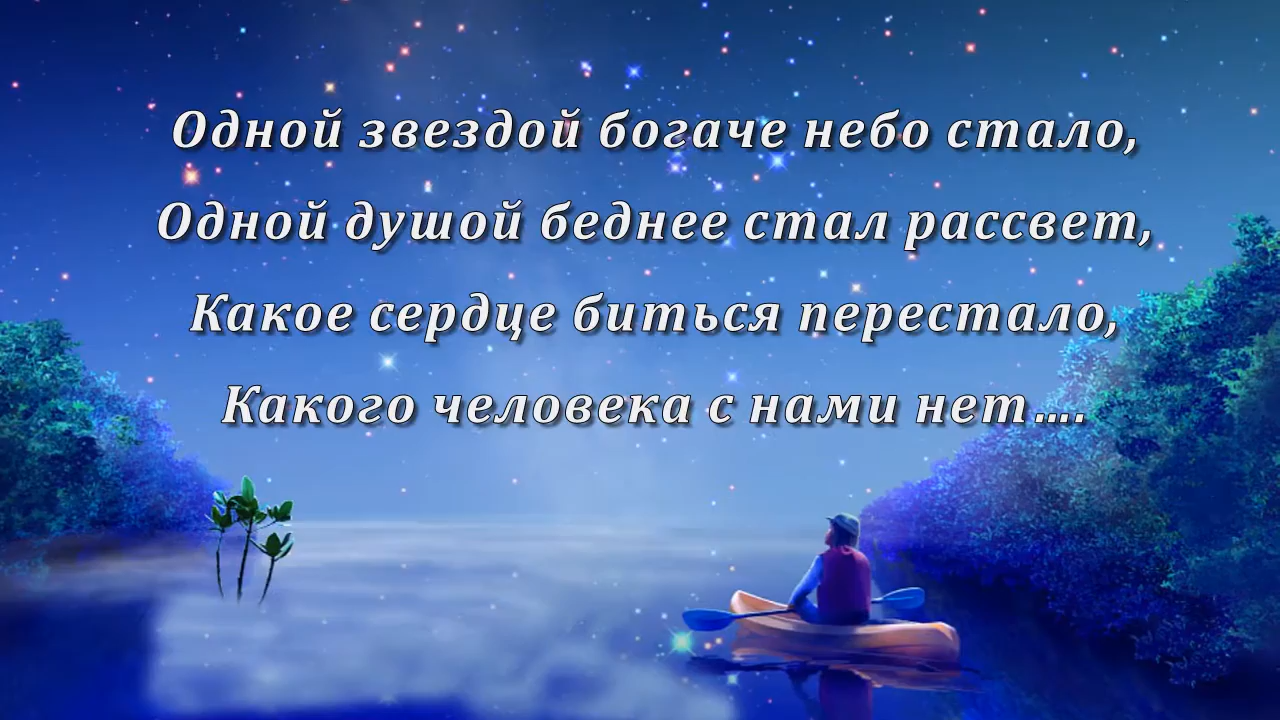 Одной звездой богаче небо стало,
Одной душой беднее стал рассвет,
Какое сердце биться перестало,
Какого человека с нами нет….